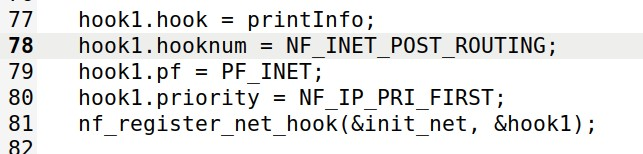 77 hook1.hook = printInfo;
78 hook1.hooknum = NF_INET_POST_ROUTING;
79 hook1.pf = PF_INET;
80 hook1.priority = NF_IP_PRI_FIRST;
81 nf_register_net_hook(&init_net, &hook1);
82